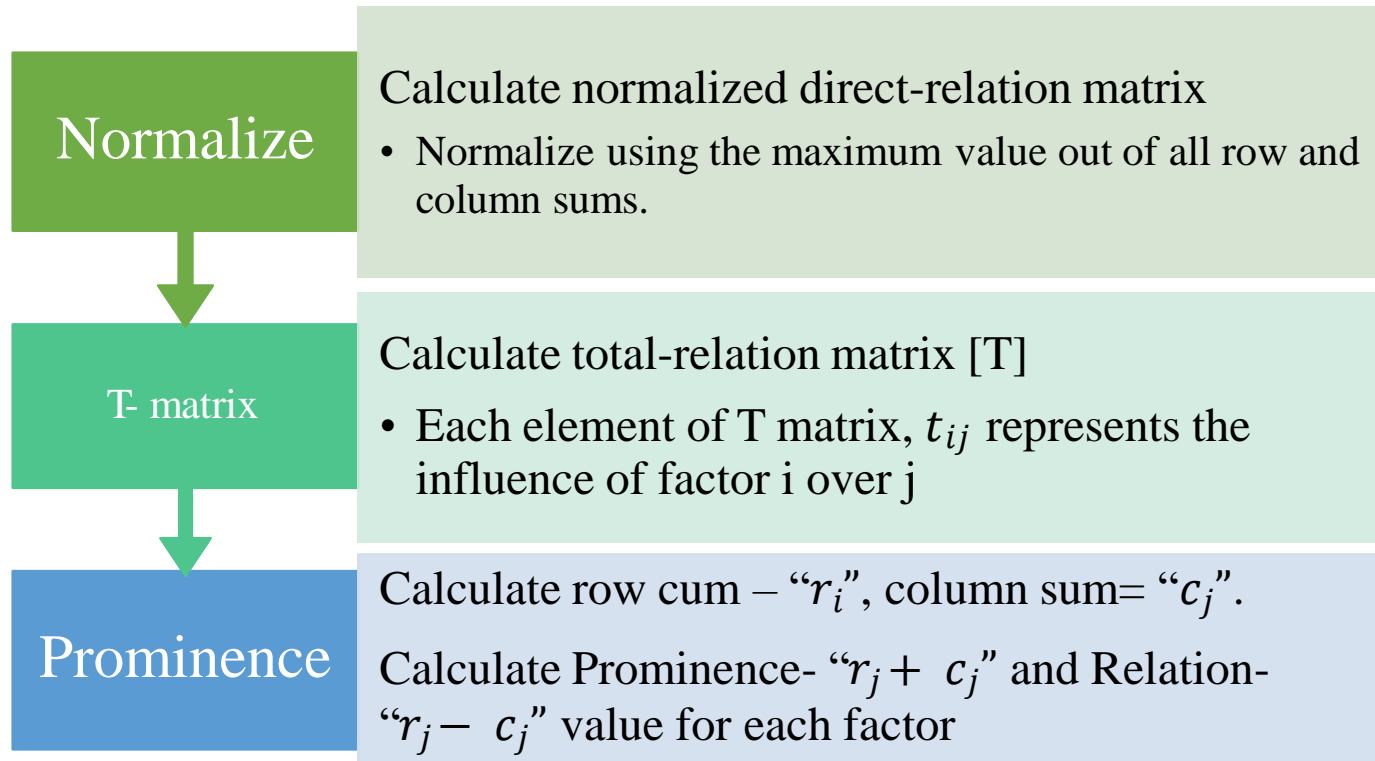 Normalize
Calculate normalized direct-relation matrix
• Normalize using the maximum value out of all row and
column sums.
T- matrix
Calculate total-relation matrix [T]
• Each element of T matrix, t_{ij} represents the
influence of factor i over j
Prominence
Calculate row cum – “r_i”, column sum= “c_j”.
Calculate Prominence- “r_j + c_j” and Relation-
“r_j − c_j” value for each factor